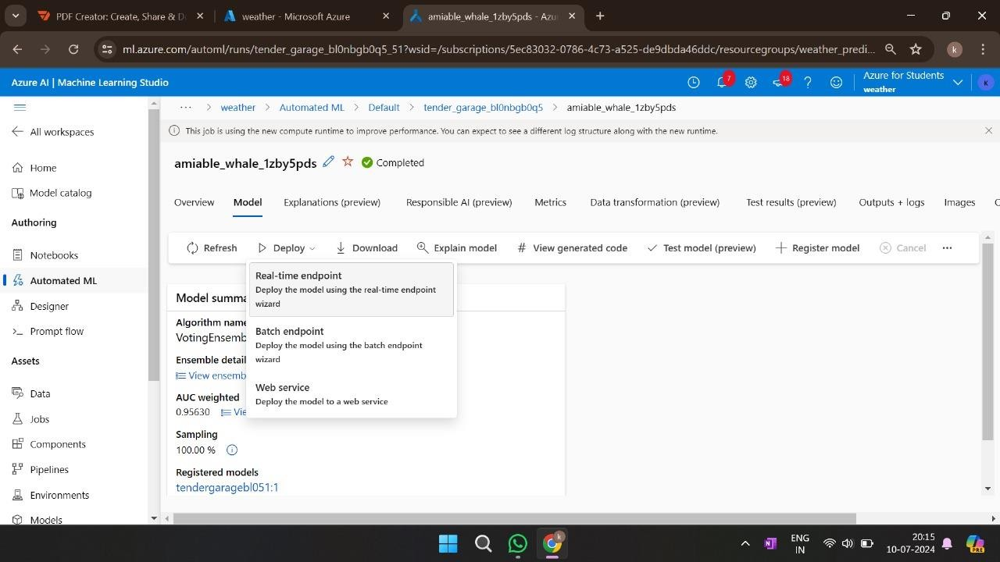 PDF Creator: Create, Share & D
weather - Microsoft Azure
amiable_whale_1zby5pds - Azu
ml.azure.com/automl/runs/tender_garage_bl0nbgb0q5_51?wsid=/subscriptions/5ec83032-0786-4c73-a525-de9dbda46ddc/resourcegroups/weather_predi...
k
Azure AI | Machine Learning Studio
7
18
Azure for Students
weather
K
All workspaces
Home
Model catalog
Authoring
Notebooks
Automated ML
Designer
Prompt flow
Assets
Data
Jobs
Components
Pipelines
Environments
Models
... > weather > Automated ML > Default > tender_garage_bl0nbgb0q5 > amiable_whale_1zby5pds
This job is using the new compute runtime to improve performance. You can expect to see a different log structure along with the new runtime.
amiable_whale_1zby5pds Completed
Overview Model Explanations (preview) Responsible AI (preview) Metrics Data transformation (preview) Test results (preview) Outputs + logs Images C
Refresh Deploy Download Explain model View generated code Test model (preview) Register model Cancel ...
Real-time endpoint
Deploy the model using the real-time endpoint
wizard
Batch endpoint
Deploy the model using the batch endpoint
wizard
Web service
Deploy the model to a web service
Model summa
Algorithm name
VotingEnsemb
Ensemble detail
View ensemb
AUC weighted
0.95630 Vie
Sampling
100.00 %
Registered models
tendergaragebl051:1
ENG
IN
20:15
10-07-2024
PRE